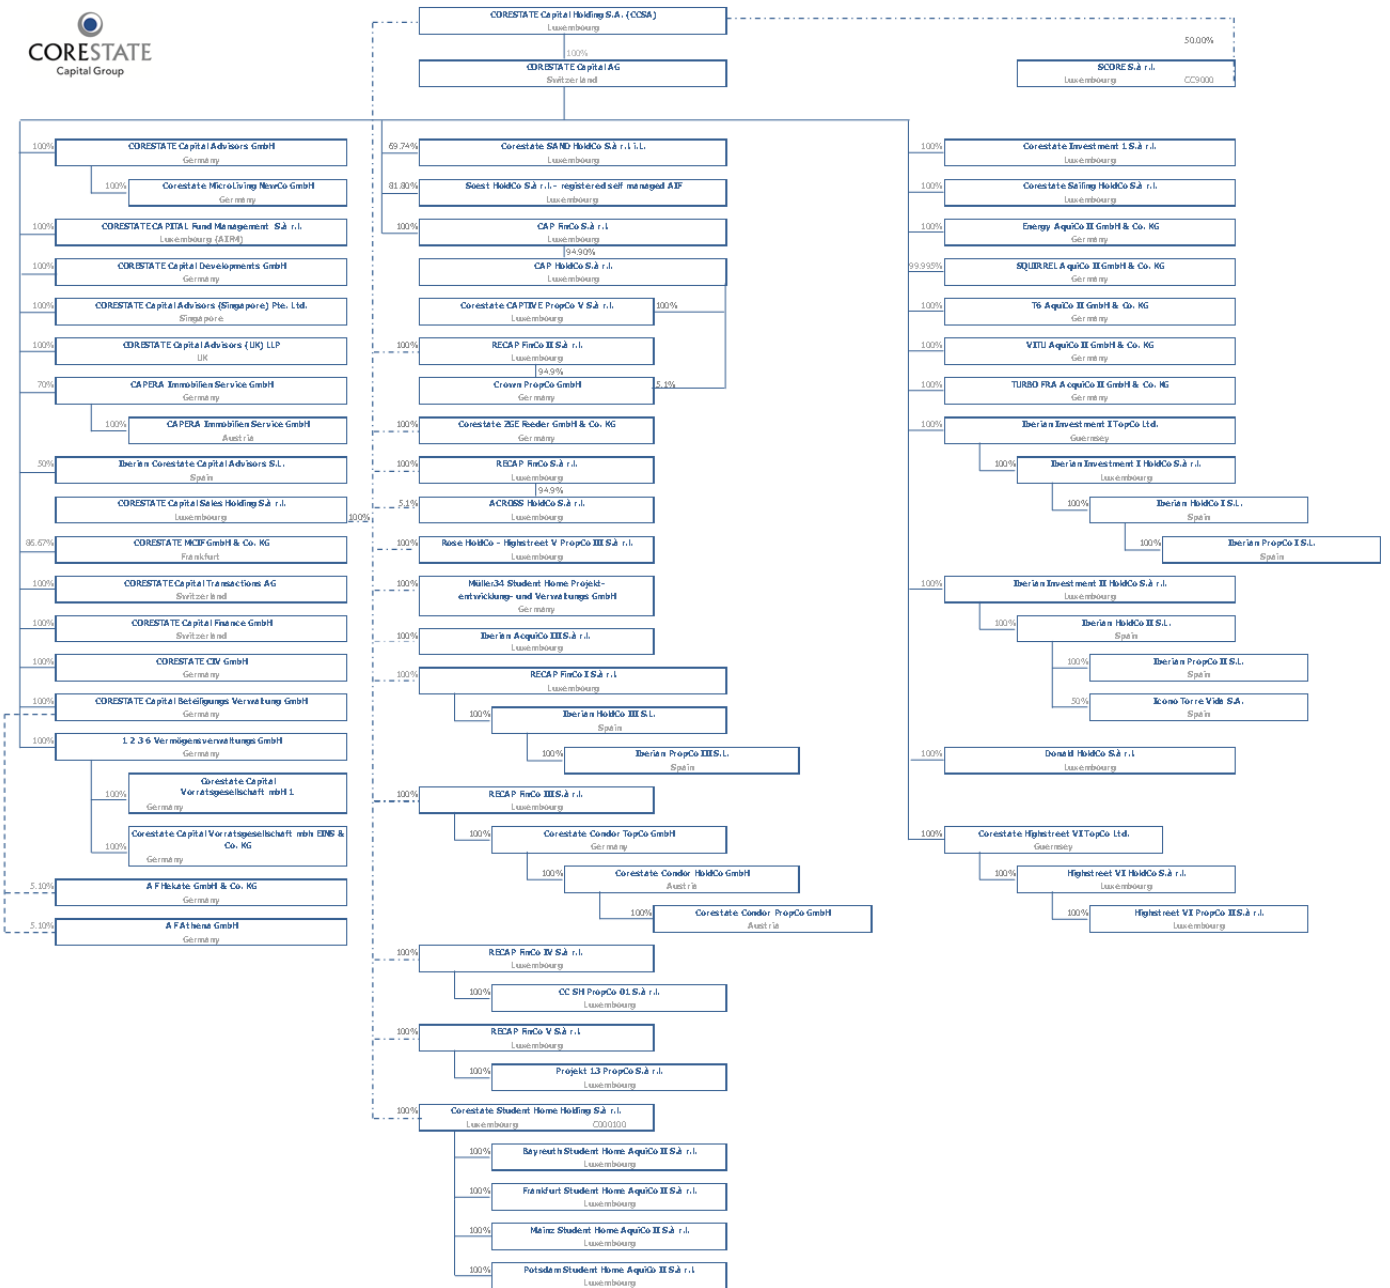 CORESTATE
Capital Group
CORESTATE Capital Holding S.A. (CCSA)
Luxembourg
100%
CORESTATE Capital AG
Switzerland
50.00%
SCORE S.à r.l.
Luxembourg CC9000
100%
CORESTATE Capital Advisors GmbH
Germany
100%
Corestate MicroLiving NewCo GmbH
Germany
100%
CORESTATE CAPITAL Fund Management S.à r.l.
Luxembourg (AIFM)
100%
CORESTATE Capital Developments GmbH
Germany
100%
CORESTATE Capital Advisors (Singapore) Pte. Ltd.
Singapore
100%
CORESTATE Capital Advisors (UK) LLP
UK
70%
CAPERA Immobilien Service GmbH
Germany
100%
CAPERA Immobilien Service GmbH
Austria
50%
Iberian Corestate Capital Advisors S.L.
Spain
CORESTATE Capital Sales Holding S.à r.l.
Luxembourg
100%
86.67%
CORESTATE MCIF GmbH & Co. KG
Frankfurt
100%
CORESTATE Capital Transactions AG
Switzerland
100%
CORESTATE Capital Finance GmbH
Switzerland
100%
CORESTATE CIV GmbH
Germany
100%
CORESTATE Capital Beteiligungs Verwaltung GmbH
Germany
100%
1 2 3 6 Vermögensverwaltungs GmbH
Germany
100%
Corestate Capital
Vorratsgesellschaft mbH 1
Germany
100%
Corestate Capital Vorratsgesellschaft mbh EINS &
Co. KG
Germany
5.10%
A F Hekate GmbH & Co. KG
Germany
5.10%
A F Athena GmbH
Germany
69.74%
Corestate SAND HoldCo S.à r.l. i.L.
Luxembourg
81.80%
Soest HoldCo S.à r.l.- registered self managed AIF
Luxembourg
100%
CAP FinCo S.à r.l.
Luxembourg
94.90%
CAP HoldCo S.à r.l.
Luxembourg
Corestate CAPTIVE PropCo V S.à r.l.
Luxembourg
100%
100%
RECAP FinCo II S.à r.l.
Luxembourg
94.9%
Crown PropCo GmbH
Germany
5.1%
100%
Corestate ZGE Feeder GmbH & Co. KG
Germany
100%
RECAP FinCo S.à r.l.
Luxembourg
94.9%
5.1%
ACROSS HoldCo S.à r.l.
Luxembourg
100%
Rose HoldCo - Highstreet V PropCo III S.à r.l.
Luxembourg
100%
Müller34 Student Home Projekt-
entwicklung- und Verwaltungs GmbH
Germany
100%
Iberian AcquiCo III S.à r.l.
Luxembourg
100%
RECAP FinCo I S.à r.l.
Luxembourg
100%
Iberian HoldCo III S.L.
Spain
100%
Iberian PropCo III S.L.
Spain
100%
RECAP FinCo III S.à r.l.
Luxembourg
100%
Corestate Condor TopCo GmbH
Germany
100%
Corestate Condor HoldCo GmbH
Austria
100%
Corestate Condor PropCo GmbH
Austria
100%
RECAP FinCo IV S.à r.l.
Luxembourg
100%
CC SH PropCo 01 S.à r.l.
Luxembourg
100%
RECAP FinCo V S.à r.l.
Luxembourg
100%
Projekt 13 PropCo S.à r.l.
Luxembourg
100%
Corestate Student Home Holding S.à r.l.
Luxembourg C000100
100%
Bayreuth Student Home AquiCo II S.à r.l.
Luxembourg
100%
Frankfurt Student Home AquiCo II S.à r.l.
Luxembourg
100%
Mainz Student Home AquiCo II S.à r.l.
Luxembourg
100%
Potsdam Student Home AquiCo II S.à r.l.
Luxembourg
100%
Corestate Investment 1 S.à r.l.
Luxembourg
100%
Corestate Sailing HoldCo S.à r.l.
Luxembourg
100%
Energy AquiCo II GmbH & Co. KG
Germany
99.995%
SQUIRREL AquiCo II GmbH & Co. KG
Germany
100%
T6 AquiCo II GmbH & Co. KG
Germany
100%
VITU AquiCo II GmbH & Co. KG
Germany
100%
TURBO FRA AcquiCo II GmbH & Co. KG
Germany
100%
Iberian Investment I TopCo Ltd.
Guernsey
100%
Iberian Investment I HoldCo S.à r.l.
Luxembourg
100%
Iberian HoldCo I S.L.
Spain
100%
Iberian PropCo I S.L.
Spain
100%
Iberian Investment II HoldCo S.à r.l.
Luxembourg
100%
Iberian HoldCo II S.L.
Spain
100%
Iberian PropCo II S.L.
Spain
50%
Icono Torre Vida S.A.
Spain
100%
Donald HoldCo S.à r.l.
Luxembourg
100%
Corestate Highstreet VI TopCo Ltd.
Guernsey
100%
Highstreet VI HoldCo S.à r.l.
Luxembourg
100%
Highstreet VI PropCo II S.à r.l.
Luxembourg